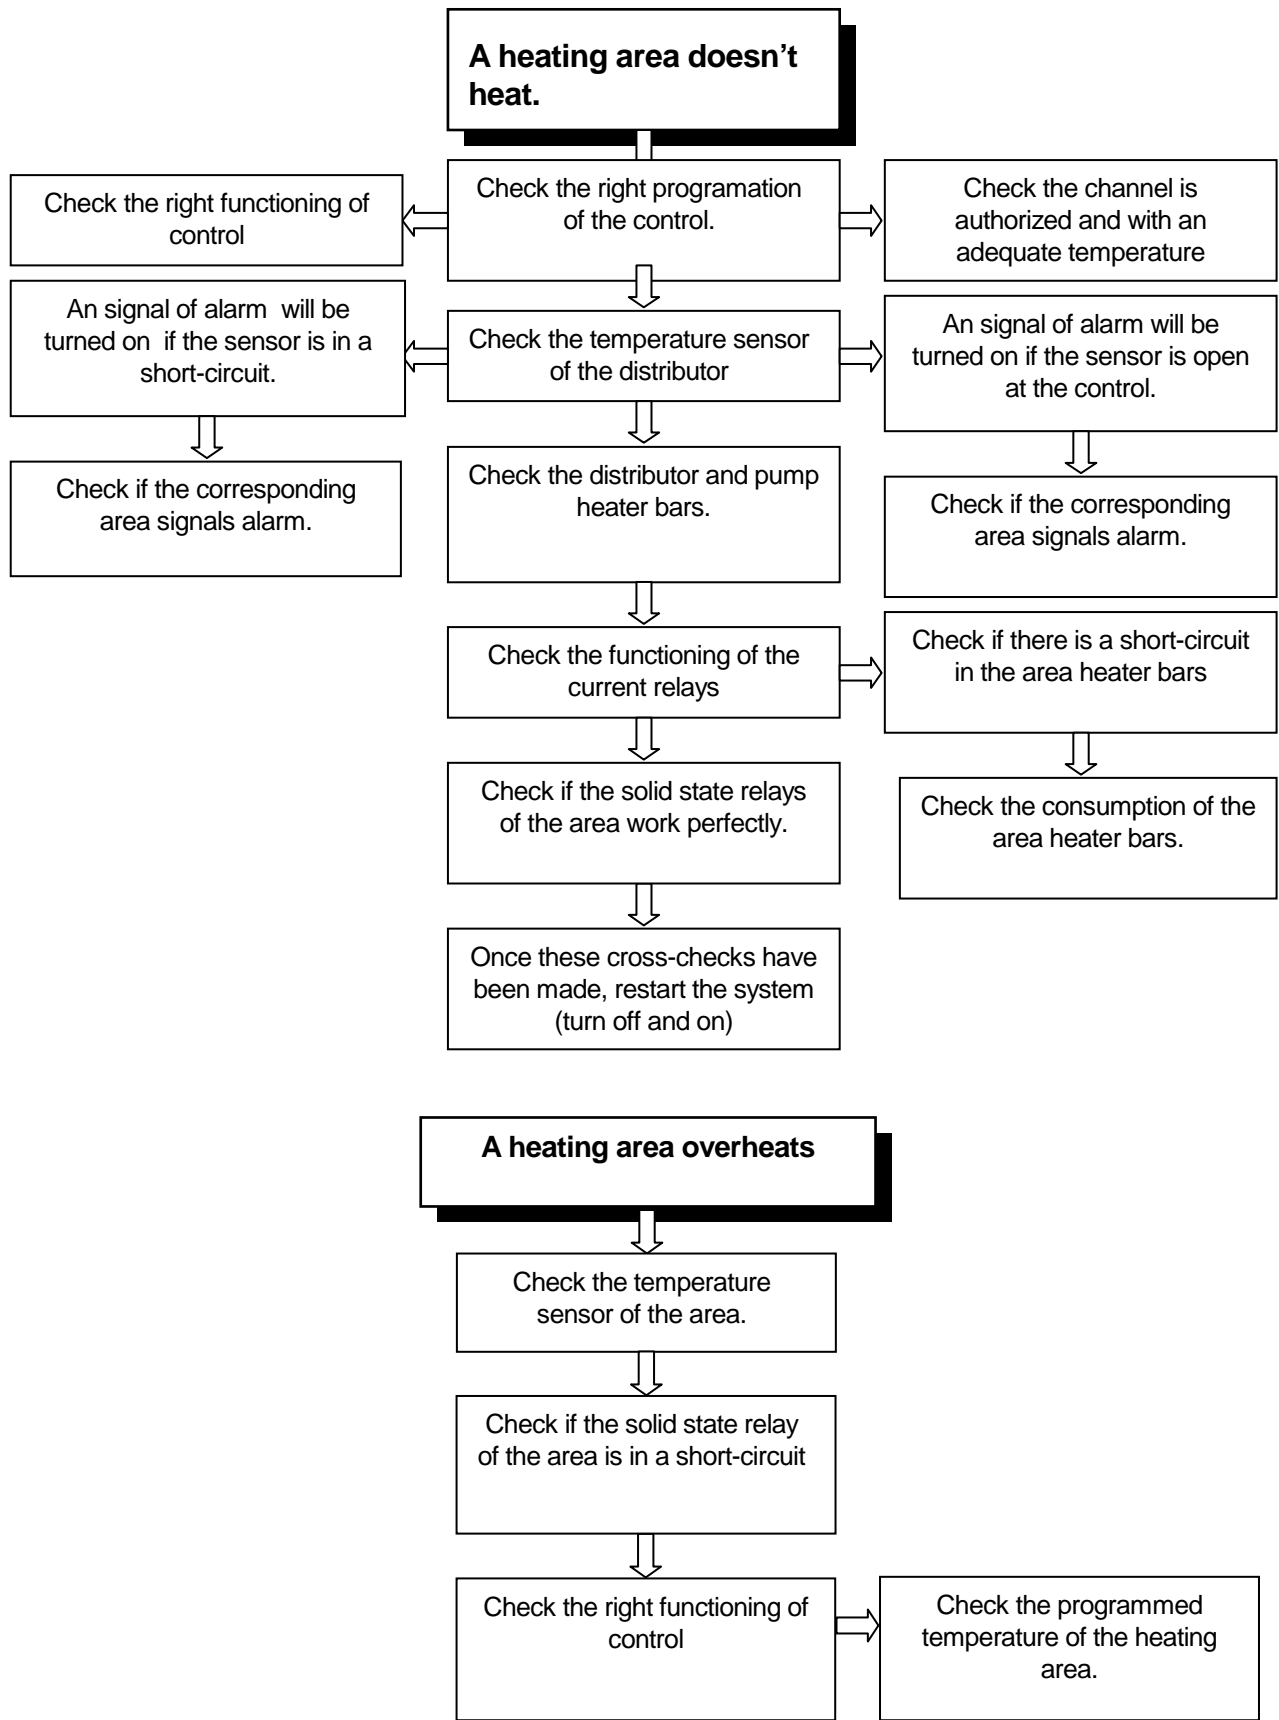 A heating area doesn’t
heat.
Check the right functioning of
control
Check the right programation
of the control.
Check the channel is
authorized and with an
adequate temperature
An signal of alarm  will be
turned on  if the sensor is in a
short-circuit.
Check the temperature sensor
of the distributor
An signal of alarm will be
turned on if the sensor is open
at the control.
Check if the corresponding
area signals alarm.
Check the distributor and pump
heater bars.
Check if the corresponding
area signals alarm.
Check the functioning of the
current relays
Check if there is a short-circuit
in the area heater bars
Check if the solid state relays
of the area work perfectly.
Check the consumption of the
area heater bars.
Once these cross-checks have
been made, restart the system
(turn off and on)
A heating area overheats
Check the temperature
sensor of the area.
Check if the solid state relay
of the area is in a short-circuit
Check the right functioning of
control
Check the programmed
temperature of the heating
area.